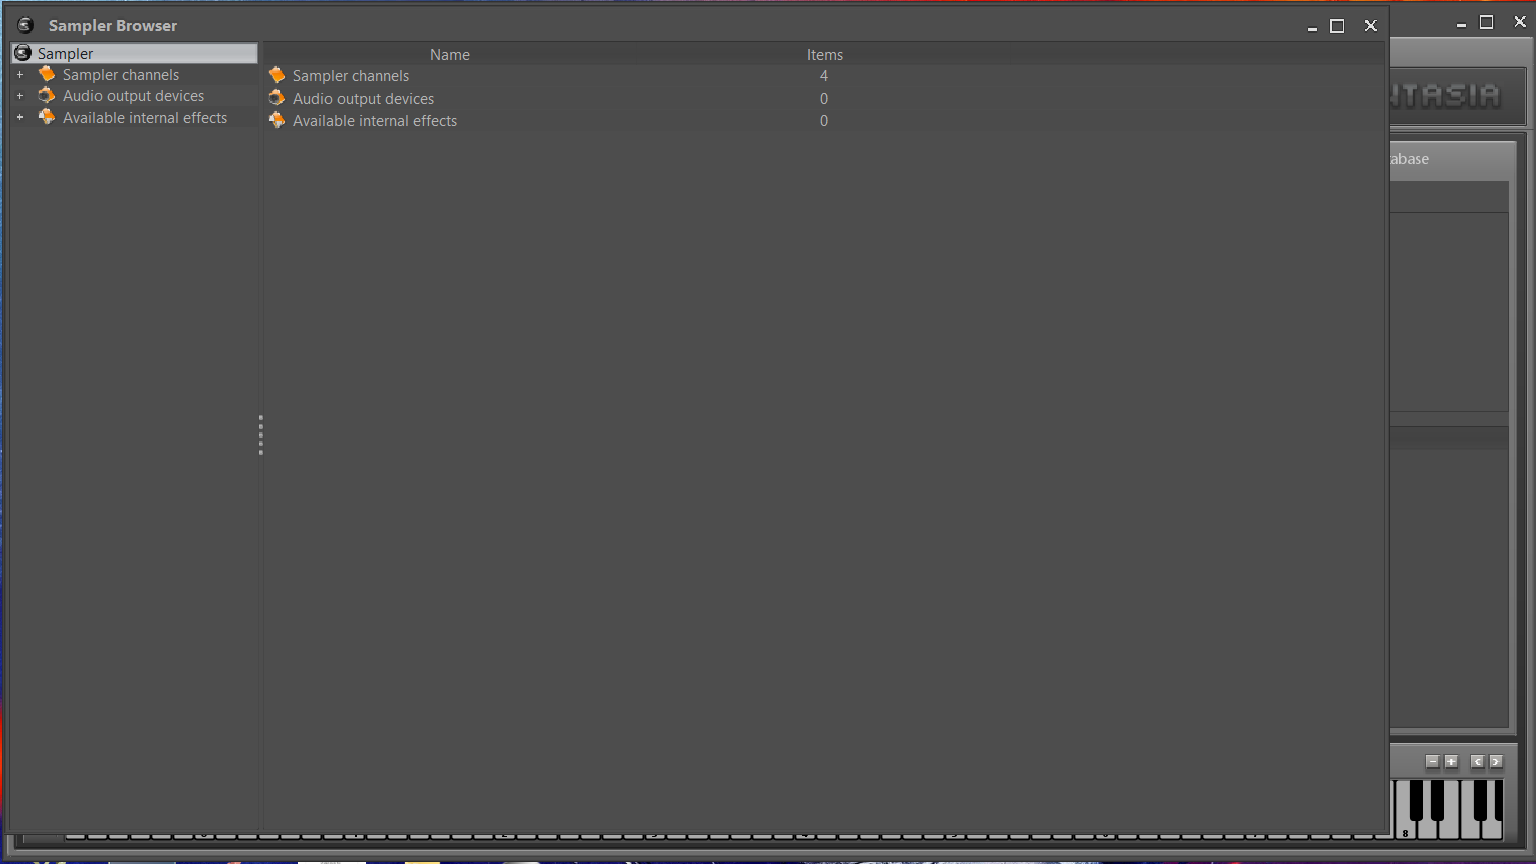 Sampler Browser
Sampler
Sampler channels
Audio output devices
Available internal effects
Name Items
Sampler channels 4
Audio output devices 0
Available internal effects 0
NTASIA
abase
8